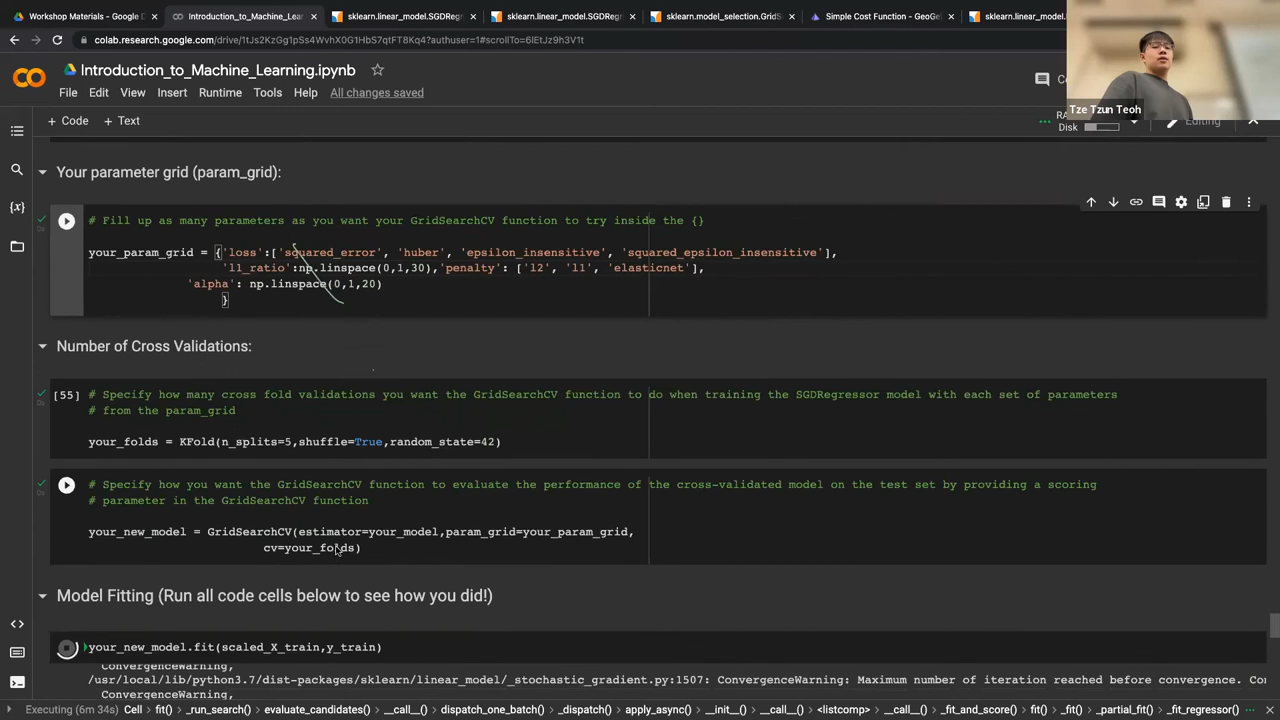 Workshop Materials - Google D
Introduction_to_Machine_Learnin
sklearn.linear_model.SGDRegr
sklearn.linear_model.SGDRegr
sklearn.model_selection.GridS
Simple Cost Function - GeoGe
sklearn.linear_model.
colab.research.google.com/drive/1tJs2KzGg1pSs4WvhX0G1HbS7qtF8Kq4?authuser=1#scrollTo=6lEtJz9h3V1t
Introduction_to_Machine_Learning.ipynb
File Edit View Insert Runtime Tools Help All changes saved
Tze Tzun Teoh
+ Code + Text
RA
Disk
Editing
Your parameter grid (param_grid):
# Fill up as many parameters as you want your GridSearchCV function to try inside the {}
your_param_grid = {'loss':['squared_error', 'huber', 'epsilon_insensitive', 'squared_epsilon_insensitive'],
'l1_ratio':np.linspace(0,1,30),'penalty': ['l2', 'l1', 'elasticnet'],
'alpha': np.linspace(0,1,20)
}
Number of Cross Validations:
[55] # Specify how many cross fold validations you want the GridSearchCV function to do when training the SGDRegressor model with each set of parameters
# from the param_grid
your_folds = KFold(n_splits=5,shuffle=True,random_state=42)
# Specify how you want the GridSearchCV function to evaluate the performance of the cross-validated model on the test set by providing a scoring
# parameter in the GridSearchCV function
your_new_model = GridSearchCV(estimator=your_model,param_grid=your_param_grid,
cv=your_folds)
Model Fitting (Run all code cells below to see how you did!)
your_new_model.fit(scaled_X_train,y_train)
ConvergenceWarning,
/usr/local/lib/python3.7/dist-packages/sklearn/linear_model/_stochastic_gradient.py:1507: ConvergenceWarning: Maximum number of iteration reached before convergence. Con
ConvergenceWarning,
Executing (6m 34s) Cell > fit() > _run_search() > evaluate_candidates() > __call__() > dispatch_one_batch() > _dispatch() > apply_async() > __init__() > __call__() > <listcomp> > __call__() > _fit_and_score() > fit() > _fit() > _fit_regressor()